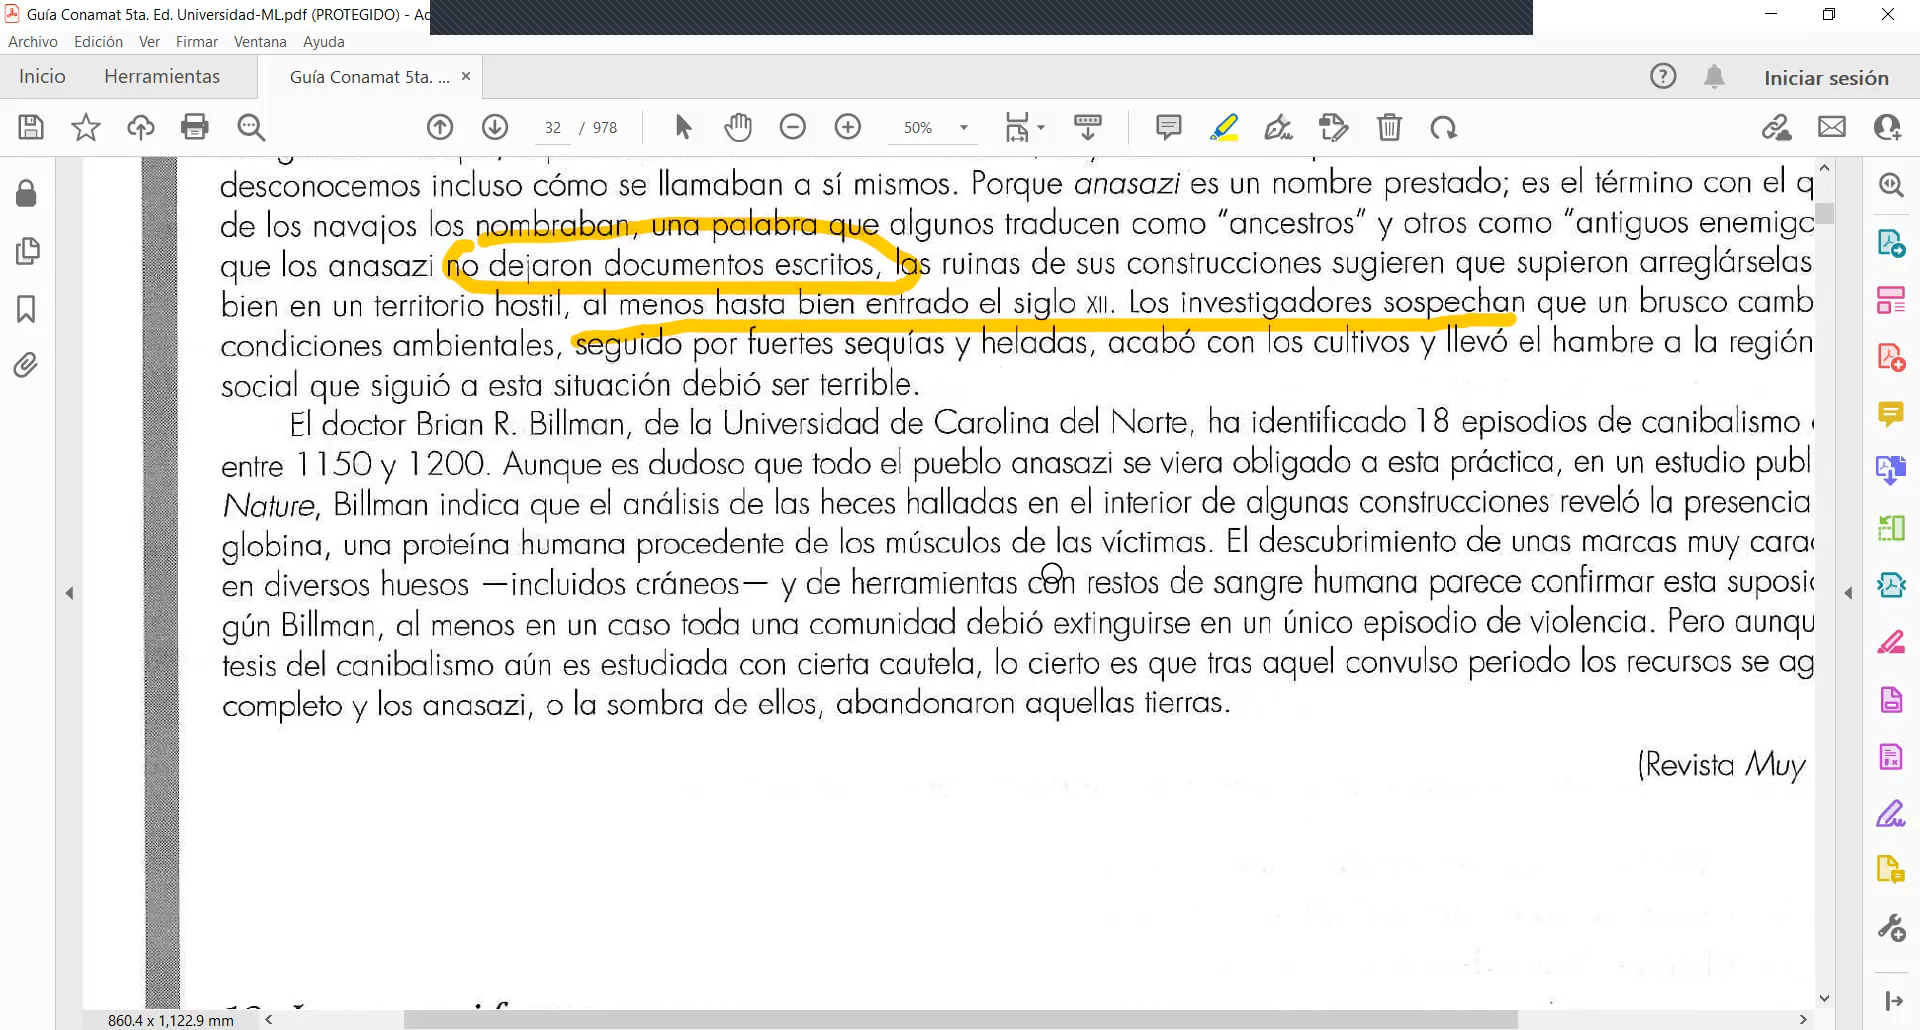 Guía Conamat 5ta. Ed. Universidad-ML.pdf (PROTEGIDO) - Ac
Archivo Edición Ver Firmar Ventana Ayuda
Inicio Herramientas Guía Conamat 5ta. ... × Iniciar sesión
32 / 978 50%
desconocemos incluso cómo se llamaban a sí mismos. Porque anasazi es un nombre prestado; es el término con el q
de los navajos los nombraban, una palabra que algunos traducen como “ancestros” y otros como “antiguos enemigo
que los anasazi no dejaron documentos escritos, las ruinas de sus construcciones sugieren que supieron arreglárselas
bien en un territorio hostil, al menos hasta bien entrado el siglo XII. Los investigadores sospechan que un brusco camb
condiciones ambientales, seguido por fuertes sequías y heladas, acabó con los cultivos y llevó el hambre a la región
social que siguió a esta situación debió ser terrible.
El doctor Brian R. Billman, de la Universidad de Carolina del Norte, ha identificado 18 episodios de canibalismo
entre 1150 y 1200. Aunque es dudoso que todo el pueblo anasazi se viera obligado a esta práctica, en un estudio publ
Nature, Billman indica que el análisis de las heces halladas en el interior de algunas construcciones reveló la presencia
globina, una proteína humana procedente de los músculos de las víctimas. El descubrimiento de unas marcas muy carac
en diversos huesos —incluidos cráneos— y de herramientas con restos de sangre humana parece confirmar esta suposic
gún Billman, al menos en un caso toda una comunidad debió extinguirse en un único episodio de violencia. Pero aunqu
tesis del canibalismo aún es estudiada con cierta cautela, lo cierto es que tras aquel convulso periodo los recursos se ag
completo y los anasazi, o la sombra de ellos, abandonaron aquellas tierras.
(Revista Muy
860.4 x 1,122.9 mm